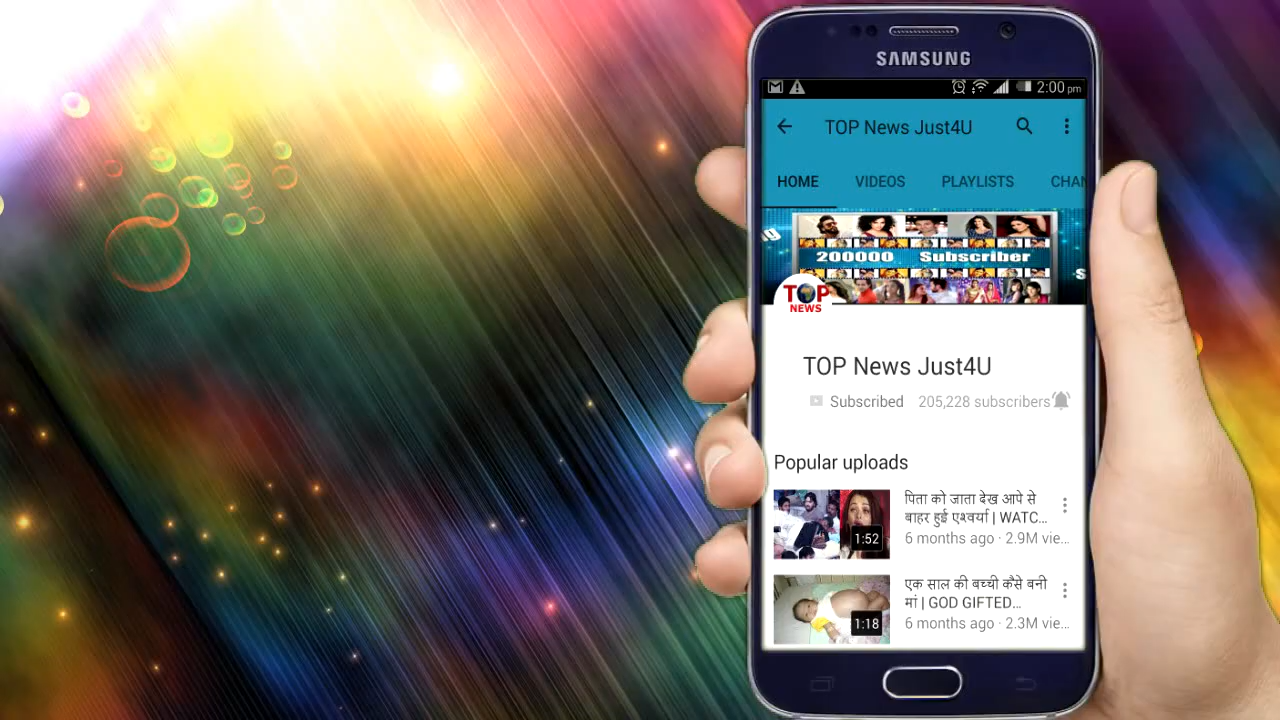 SAMSUNG
2:00 pm
TOP News Just4U
HOME VIDEOS PLAYLISTS CHAN
200000 Subscriber
TOP
NEWS
TOP News Just4U
Subscribed 205,228 subscribers
Popular uploads
पिता को जाता देख आपे से
बाहर हुई एश्वर्या | WATC...
6 months ago · 2.9M vie...
1:52
एक साल की बच्ची कैसे बनी
मां | GOD GIFTED...
6 months ago · 2.3M vie...
1:18